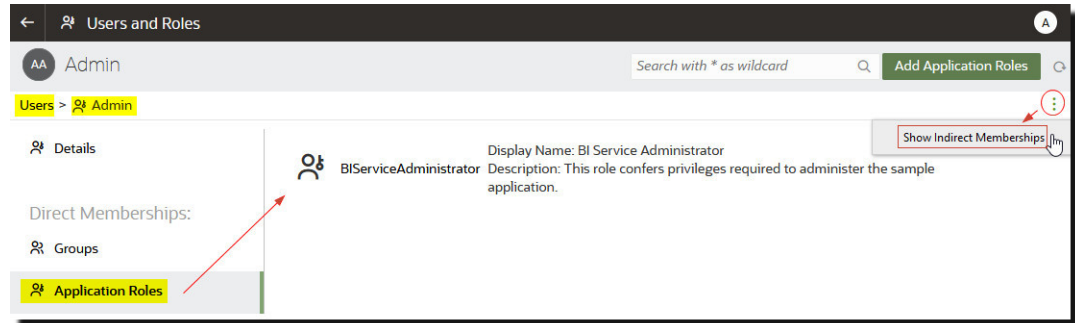 Users and Roles
A
AA Admin
Search with * as wildcard
Add Application Roles
Users > Admin
Show Indirect Memberships
Details
BIServiceAdministrator
Display Name: BI Service Administrator
Description: This role confers privileges required to administer the sample
application.
Direct Memberships:
Groups
Application Roles